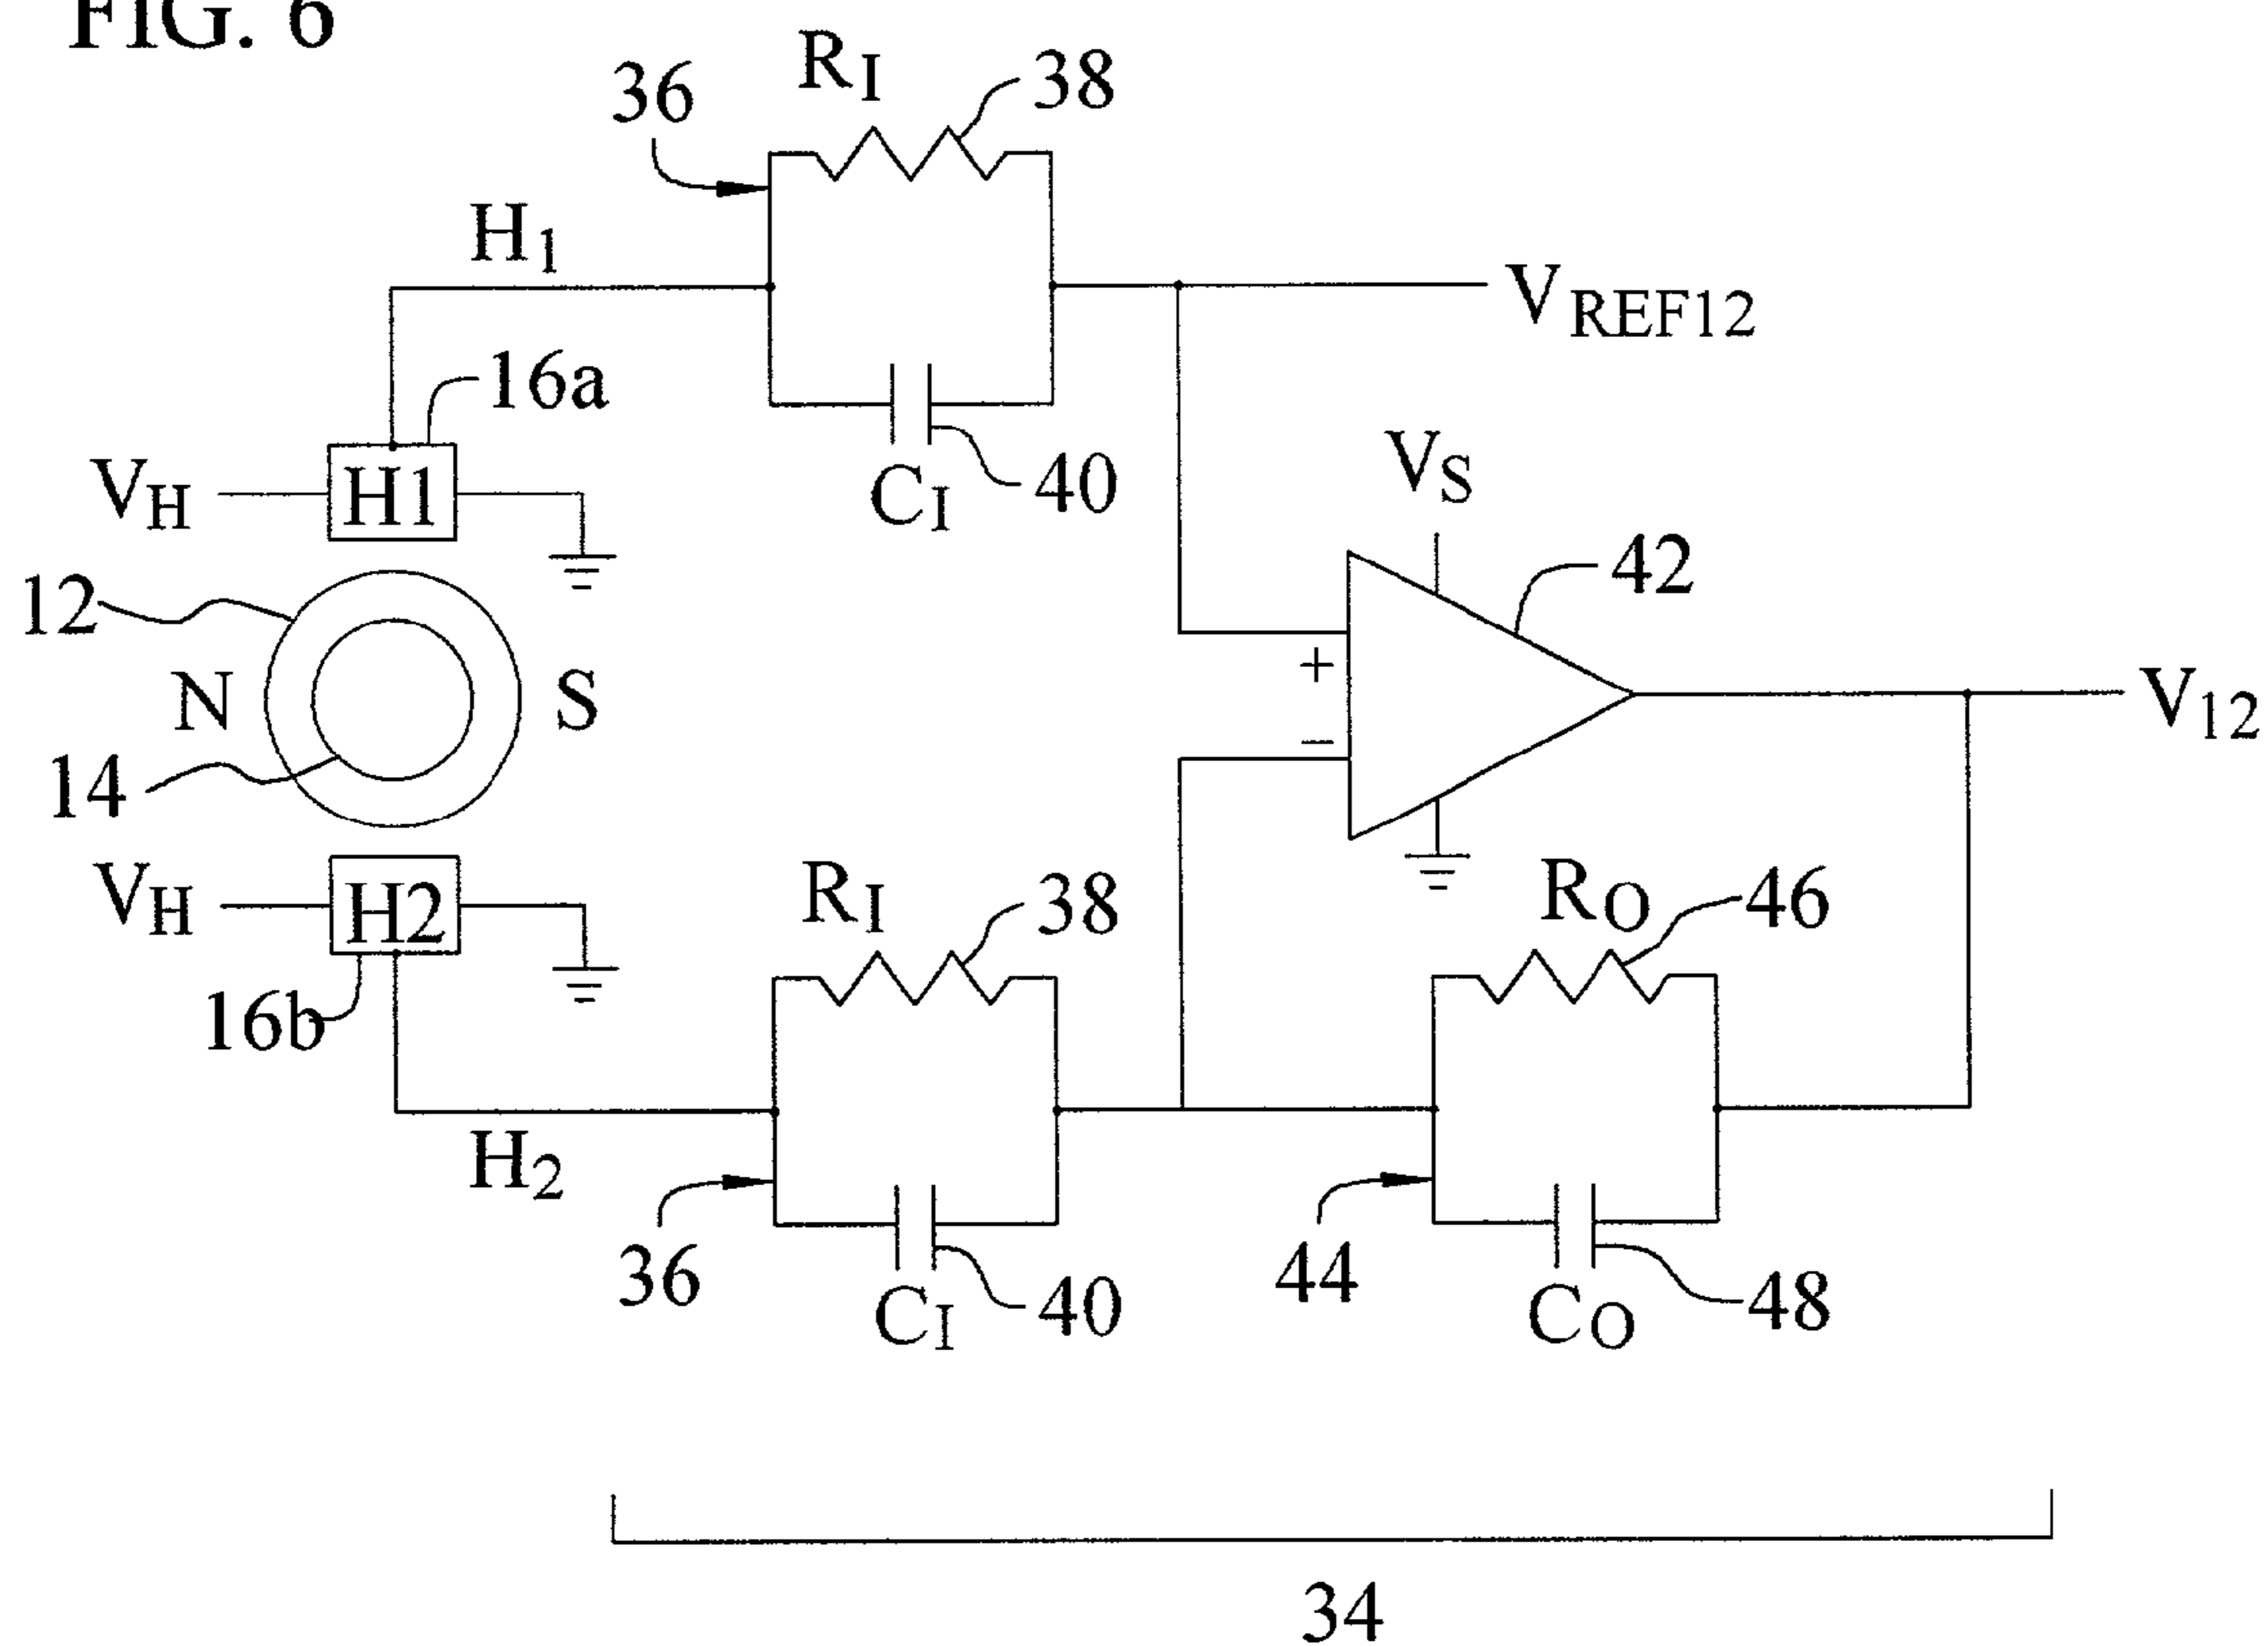 FIG. 6
R_I
36
38
H_1
V_REF12
16a
C_I
40
V_H
H1
V_S
42
12
+
N
S
V_12
−
14
V_H
H2
R_I
38
R_O
46
16b
H_2
36
C_I
40
44
C_O
48
34